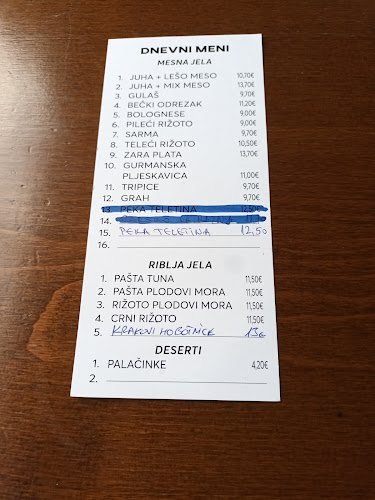 DNEVNI MENI
MESNA JELA
1. JUHA + LEŠO MESO 10,70€
2. JUHA + MIX MESO 13,70€
3. GULAŠ 9,70€
4. BEČKI ODREZAK 11,20€
5. BOLOGNESE 9,00€
6. PILEĆI RIŽOTO 9,00€
7. SARMA 9,70€
8. TELEĆI RIŽOTO 10,50€
9. ZARA PLATA 13,70€
10. GURMANSKA
PLJESKAVICA 11,00€
11. TRIPICE 9,70€
12. GRAH 9,70€
13. PEKA TELETINA
14.
15. PEKA TELETINA 12,50
16.
RIBLJA JELA
1. PAŠTA TUNA 11,50€
2. PAŠTA PLODOVI MORA 11,50€
3. RIŽOTO PLODOVI MORA 11,50€
4. CRNI RIŽOTO 11,50€
5. KRAKOVI HOBOTNICE 13€
DESERTI
1. PALAČINKE 4,20€
2.